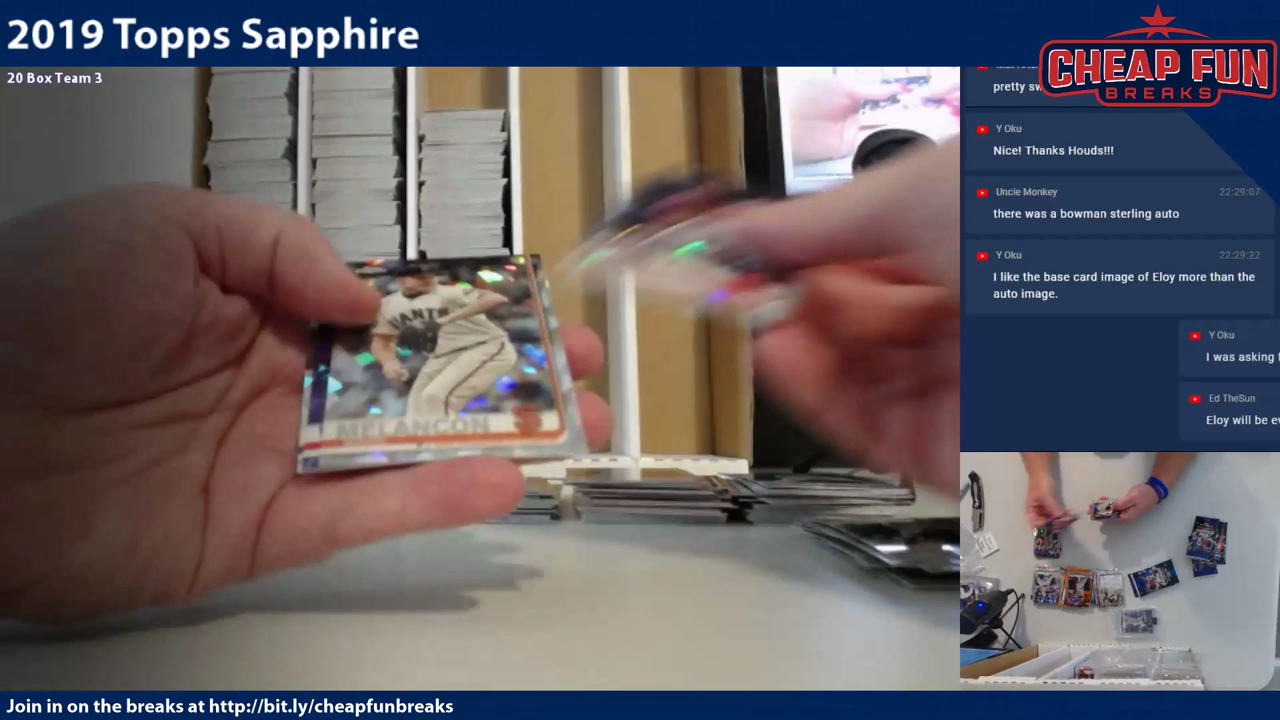 2019 Topps Sapphire
20 Box Team 3
CHEAP FUN
BREAKS
pretty
Y Oku
Nice! Thanks Houds!!!
Uncle Monkey 22:29:07
there was a bowman sterling auto
Y Oku 22:29:22
I like the base card image of Eloy more than the
auto image.
Y Oku
I was asking
Ed TheSun
Eloy will be
GIANTS
MELANCON
Join in on the breaks at http://bit.ly/cheapfunbreaks